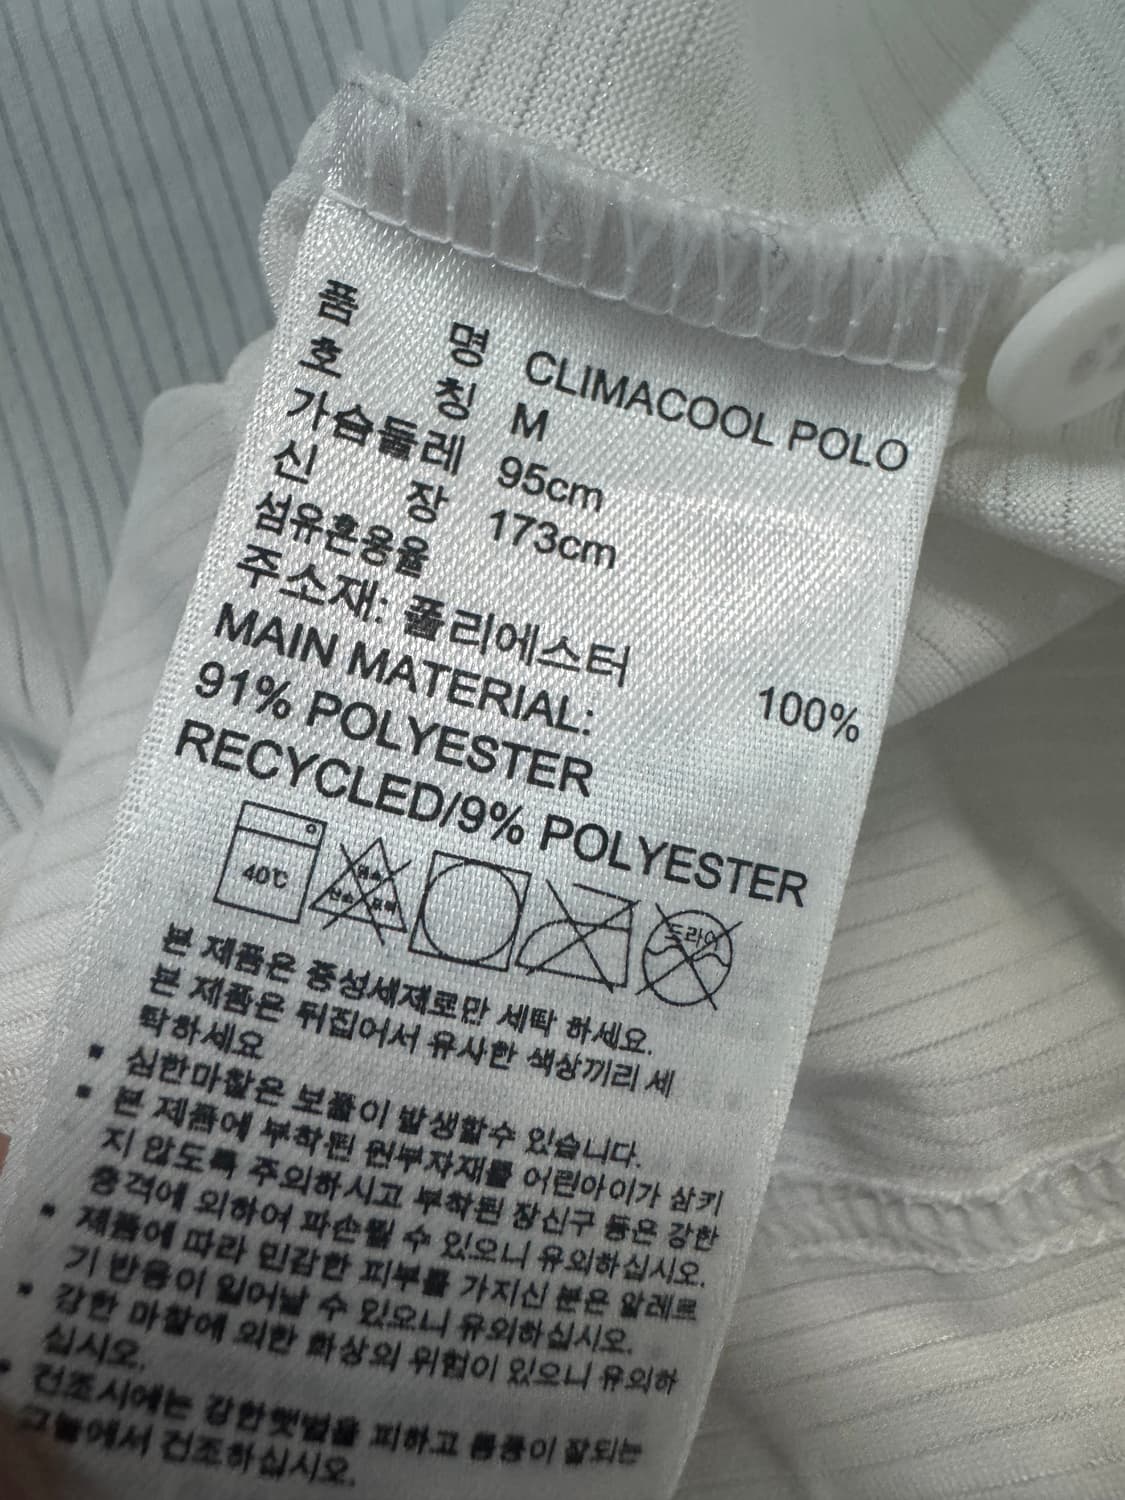 품 명 CLIMACOOL POLO
호 칭 M
가슴둘레 95cm
신 장 173cm
섬유혼용율
주소재: 폴리에스터 100%
MAIN MATERIAL:
91% POLYESTER
RECYCLED/9% POLYESTER
40℃
염소
산소 표백
드라이
본 제품은 중성세제로만 세탁 하세요.
본 제품은 뒤집어서 유사한 색상끼리 세
탁하세요
심한마찰은 보풀이 발생할수 있습니다.
본 제품에 부착된 원부자재를 어린아이가 삼키
지 않도록 주의하시고 부착된 장신구 등은 강한
충격에 의하여 파손될 수 있으니 유의하십시오.
제품에 따라 민감한 피부를 가지신 분은 알레르
기 반응이 일어날 수 있으니 유의하십시오.
강한 마찰에 의한 화상의 위험이 있으니 유의하
십시오.
건조시에는 강한햇볕을 피하고 통풍이 잘되는
그늘에서 건조하십시오.